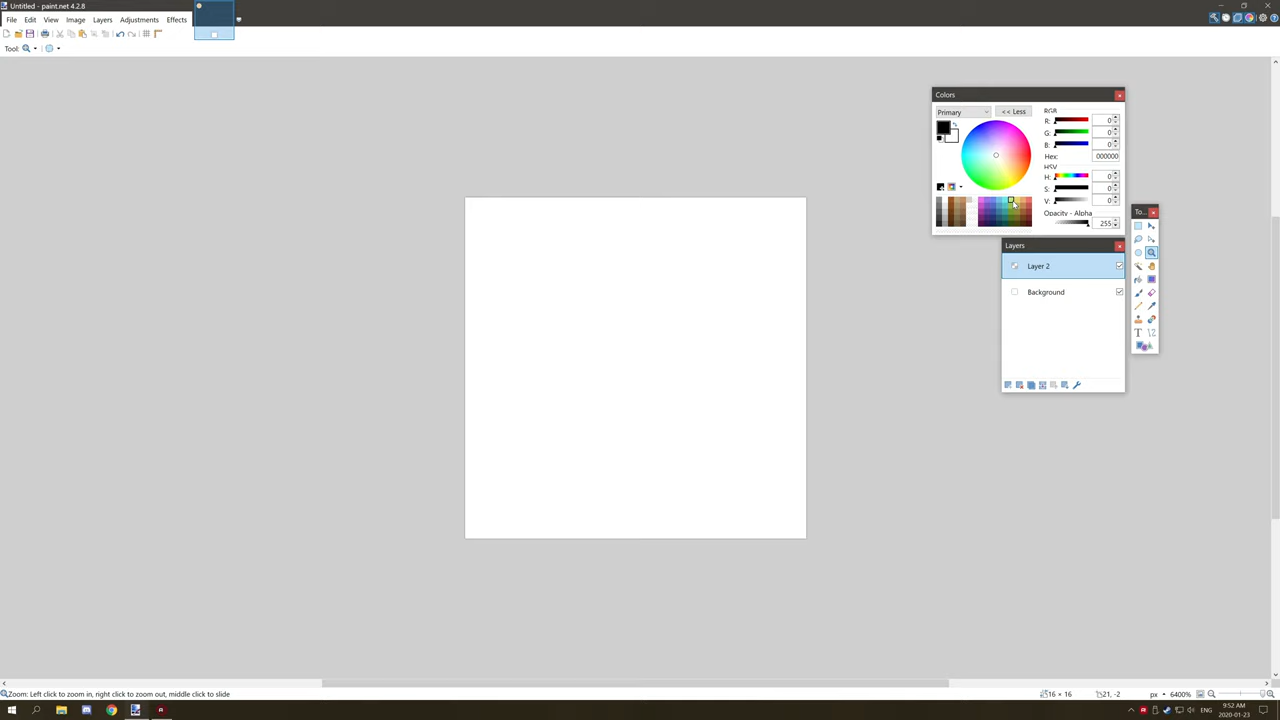 Untitled - paint.net 4.2.8
File Edit View Image Layers Adjustments Effects
Tool:
Colors
Primary
<< Less
RGB
R: 0
G: 0
B: 0
Hex: 000000
HSV
H: 0
S: 0
V: 0
Opacity - Alpha
255
To...
Layers
Layer 2
Background
Zoom: Left click to zoom in, right click to zoom out, middle click to slide
16 × 16
21, -2
px
6400%
ENG
9:52 AM
2020-01-23